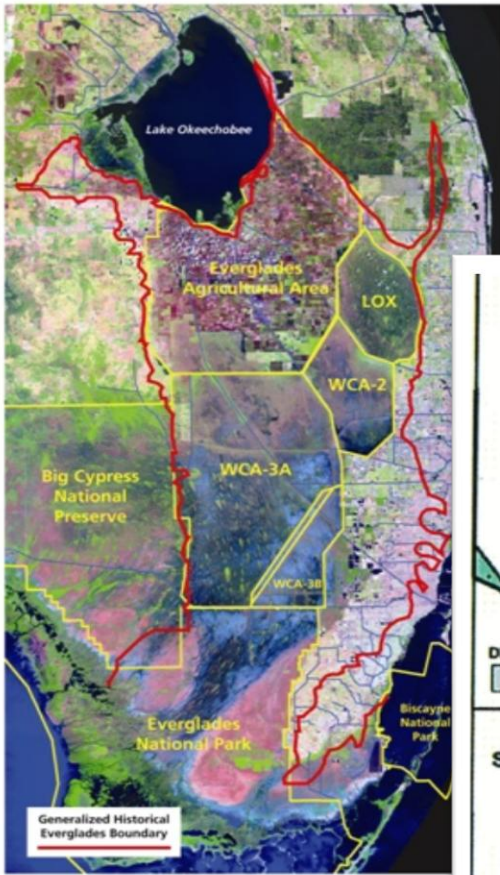 Lake Okeechobee
Everglades
Agricultural Area
LOX
WCA-2
WCA-3A
Big Cypress
National
Preserve
WCA-3B
Everglades
National Park
Biscayne
National
Park
Generalized Historical
Everglades Boundary
D
S